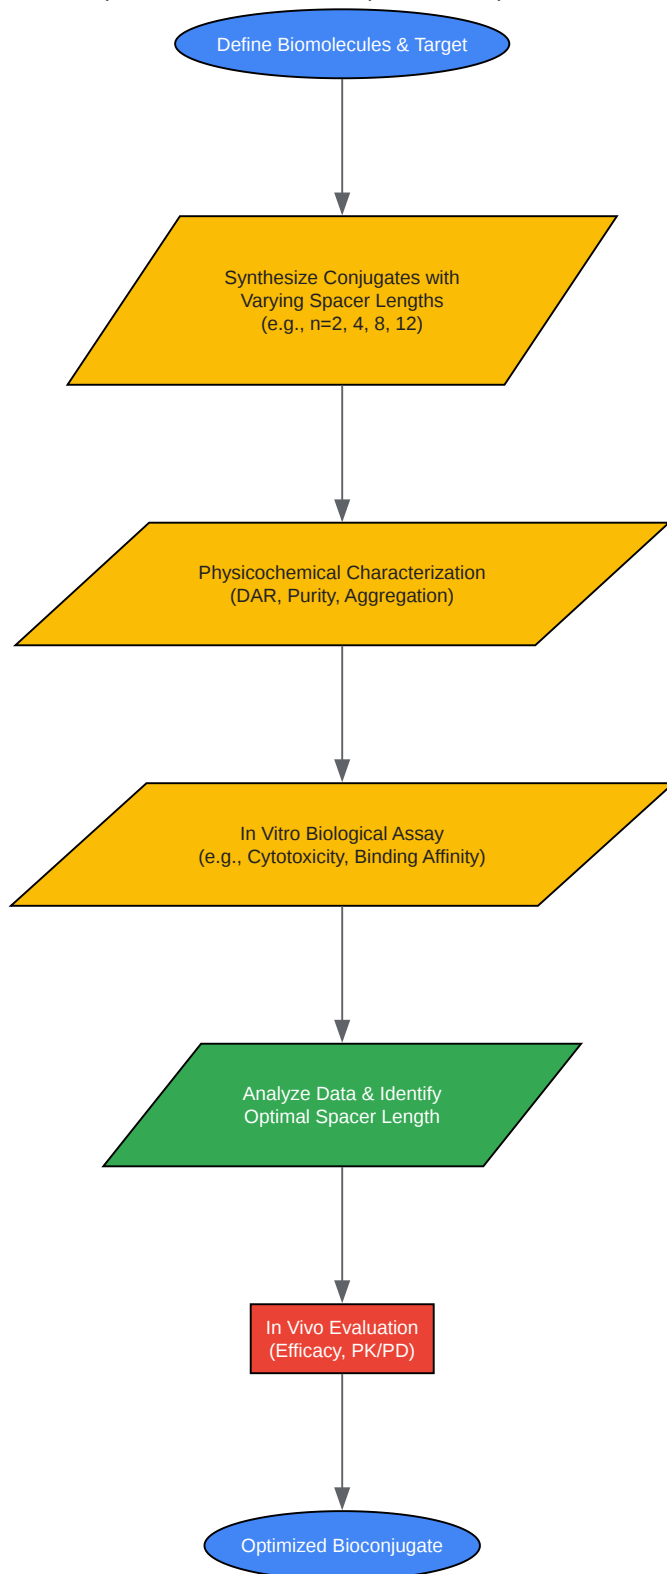 Define Biomolecules & Target
Synthesize Conjugates with
Varying Spacer Lengths
(e.g., n=2, 4, 8, 12)
Physicochemical Characterization
(DAR, Purity, Aggregation)
In Vitro Biological Assay
(e.g., Cytotoxicity, Binding Affinity)
Analyze Data & Identify
Optimal Spacer Length
In Vivo Evaluation
(Efficacy, PK/PD)
Optimized Bioconjugate